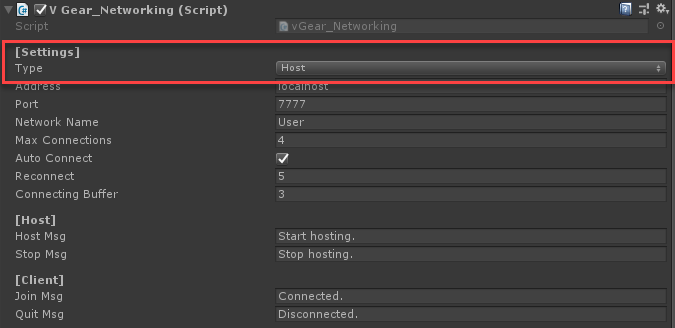 V Gear_Networking (Script)
Script vGear_Networking
[Settings]
Type Host
Address localhost
Port 7777
Network Name User
Max Connections 4
Auto Connect
Reconnect 5
Connecting Buffer 3
[Host]
Host Msg Start hosting.
Stop Msg Stop hosting.
[Client]
Join Msg Connected.
Quit Msg Disconnected.